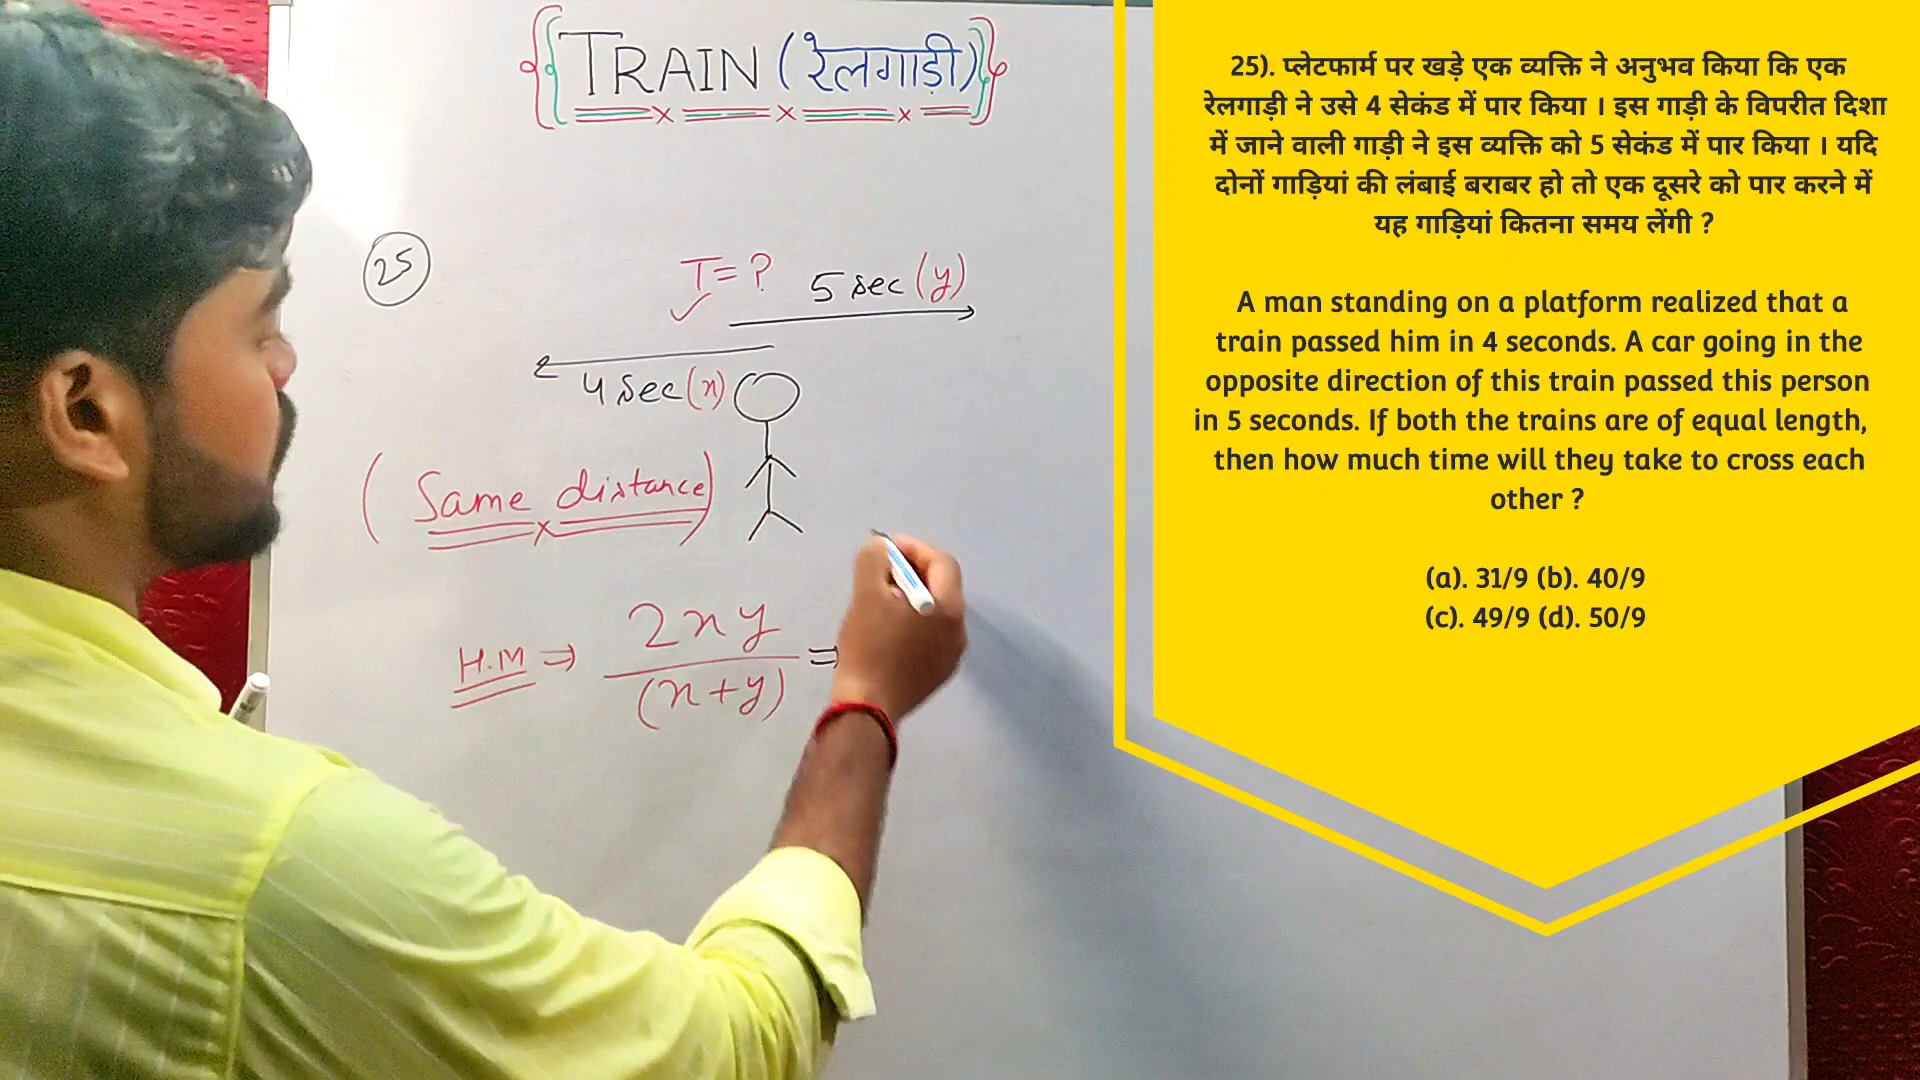 TRAIN (रेलगाड़ी)
25
T = ?
5 sec (y)
4 sec (x)
(Same distance)
H.M ⇒ 2xy / (x+y) =
25). प्लेटफार्म पर खड़े एक व्यक्ति ने अनुभव किया कि एक
रेलगाड़ी ने उसे 4 सेकंड में पार किया । इस गाड़ी के विपरीत दिशा
में जाने वाली गाड़ी ने इस व्यक्ति को 5 सेकंड में पार किया । यदि
दोनों गाड़ियां की लंबाई बराबर हो तो एक दूसरे को पार करने में
यह गाड़ियां कितना समय लेंगी ?
A man standing on a platform realized that a
train passed him in 4 seconds. A car going in the
opposite direction of this train passed this person
in 5 seconds. If both the trains are of equal length,
then how much time will they take to cross each
other ?
(a). 31/9 (b). 40/9
(c). 49/9 (d). 50/9